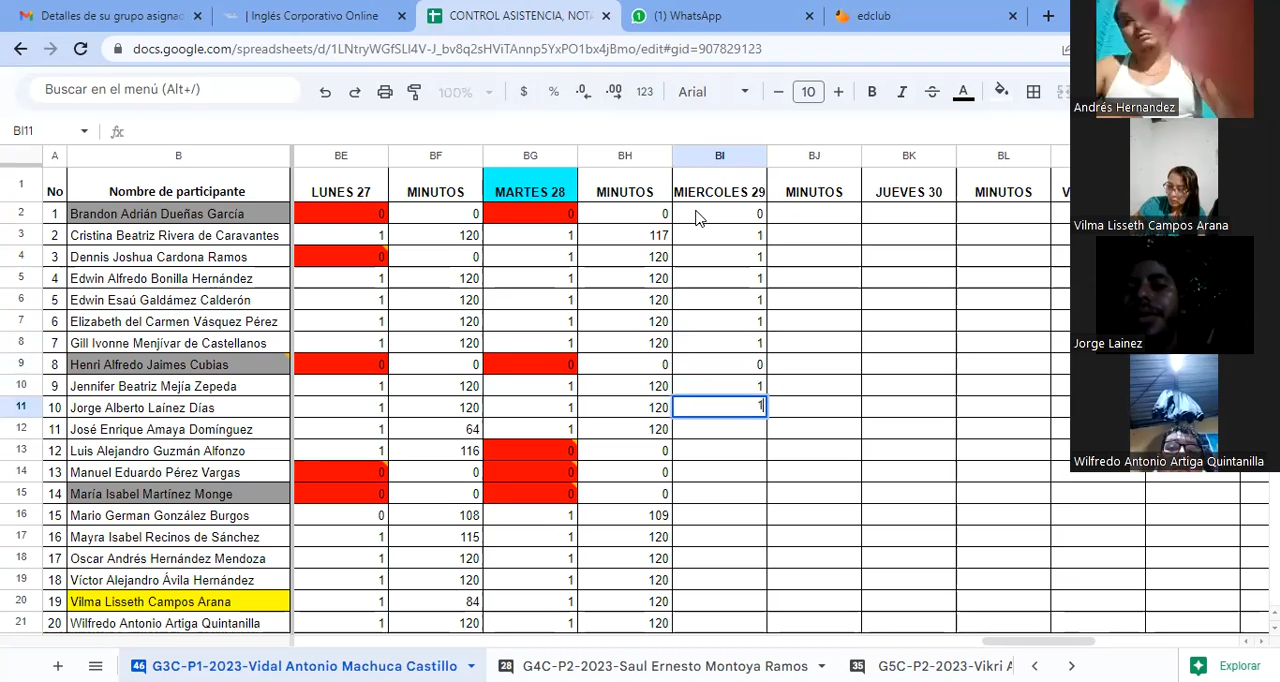 Detalles de su grupo asigna
Inglés Corporativo Online
CONTROL ASISTENCIA, NOTA
(1) WhatsApp
edclub
docs.google.com/spreadsheets/d/1LNtryWGfSLI4V-J_bv8q2sHViTAnnp5YxPO1bx4jBmo/edit#gid=907829123
Buscar en el menú (Alt+/)
100% $ % .0 .00 123 Arial 10 B I S A
BI11 fx
A B BE BF BG BH BI BJ BK BL
1 No Nombre de participante LUNES 27 MINUTOS MARTES 28 MINUTOS MIERCOLES 29 MINUTOS JUEVES 30 MINUTOS V
2 1 Brandon Adrián Dueñas García 0 0 0 0 0
3 2 Cristina Beatriz Rivera de Caravantes 1 120 1 117 1
4 3 Dennis Joshua Cardona Ramos 0 0 1 120 1
5 4 Edwin Alfredo Bonilla Hernández 1 120 1 120 1
6 5 Edwin Esaú Galdámez Calderón 1 120 1 120 1
7 6 Elizabeth del Carmen Vásquez Pérez 1 120 1 120 1
8 7 Gill Ivonne Menjívar de Castellanos 1 120 1 120 1
9 8 Henri Alfredo Jaimes Cubias 0 0 0 0 0
10 9 Jennifer Beatriz Mejía Zepeda 1 120 1 120 1
11 10 Jorge Alberto Laínez Días 1 120 1 120 1
12 11 José Enrique Amaya Domínguez 1 64 1 120
13 12 Luis Alejandro Guzmán Alfonzo 1 116 0 0
14 13 Manuel Eduardo Pérez Vargas 0 0 0 0
15 14 María Isabel Martínez Monge 0 0 0 0
16 15 Mario German González Burgos 0 108 1 109
17 16 Mayra Isabel Recinos de Sánchez 1 115 1 120
18 17 Oscar Andrés Hernández Mendoza 1 120 1 120
19 18 Víctor Alejandro Ávila Hernández 1 120 1 120
20 19 Vilma Lisseth Campos Arana 1 84 1 120
21 20 Wilfredo Antonio Artiga Quintanilla 1 120 1 120
46 G3C-P1-2023-Vidal Antonio Machuca Castillo
28 G4C-P2-2023-Saul Ernesto Montoya Ramos
35 G5C-P2-2023-Vikri A
Explorar
Andrés Hernandez
Vilma Lisseth Campos Arana
Jorge Lainez
Wilfredo Antonio Artiga Quintanilla